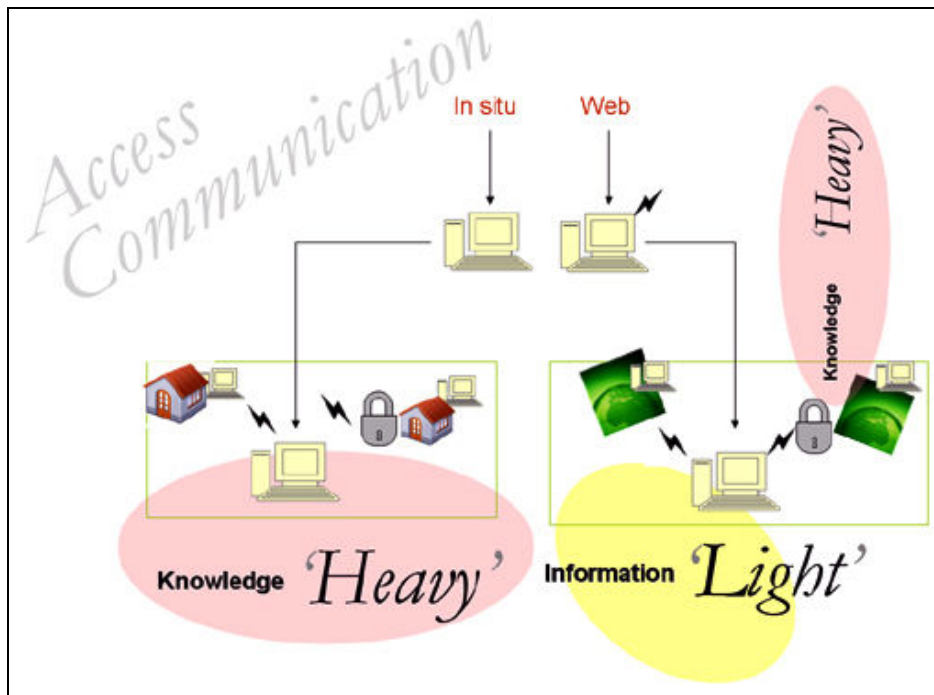 Access
Communication
In situ
Web
Knowledge 'Heavy'
Knowledge 'Heavy'
Information 'Light'